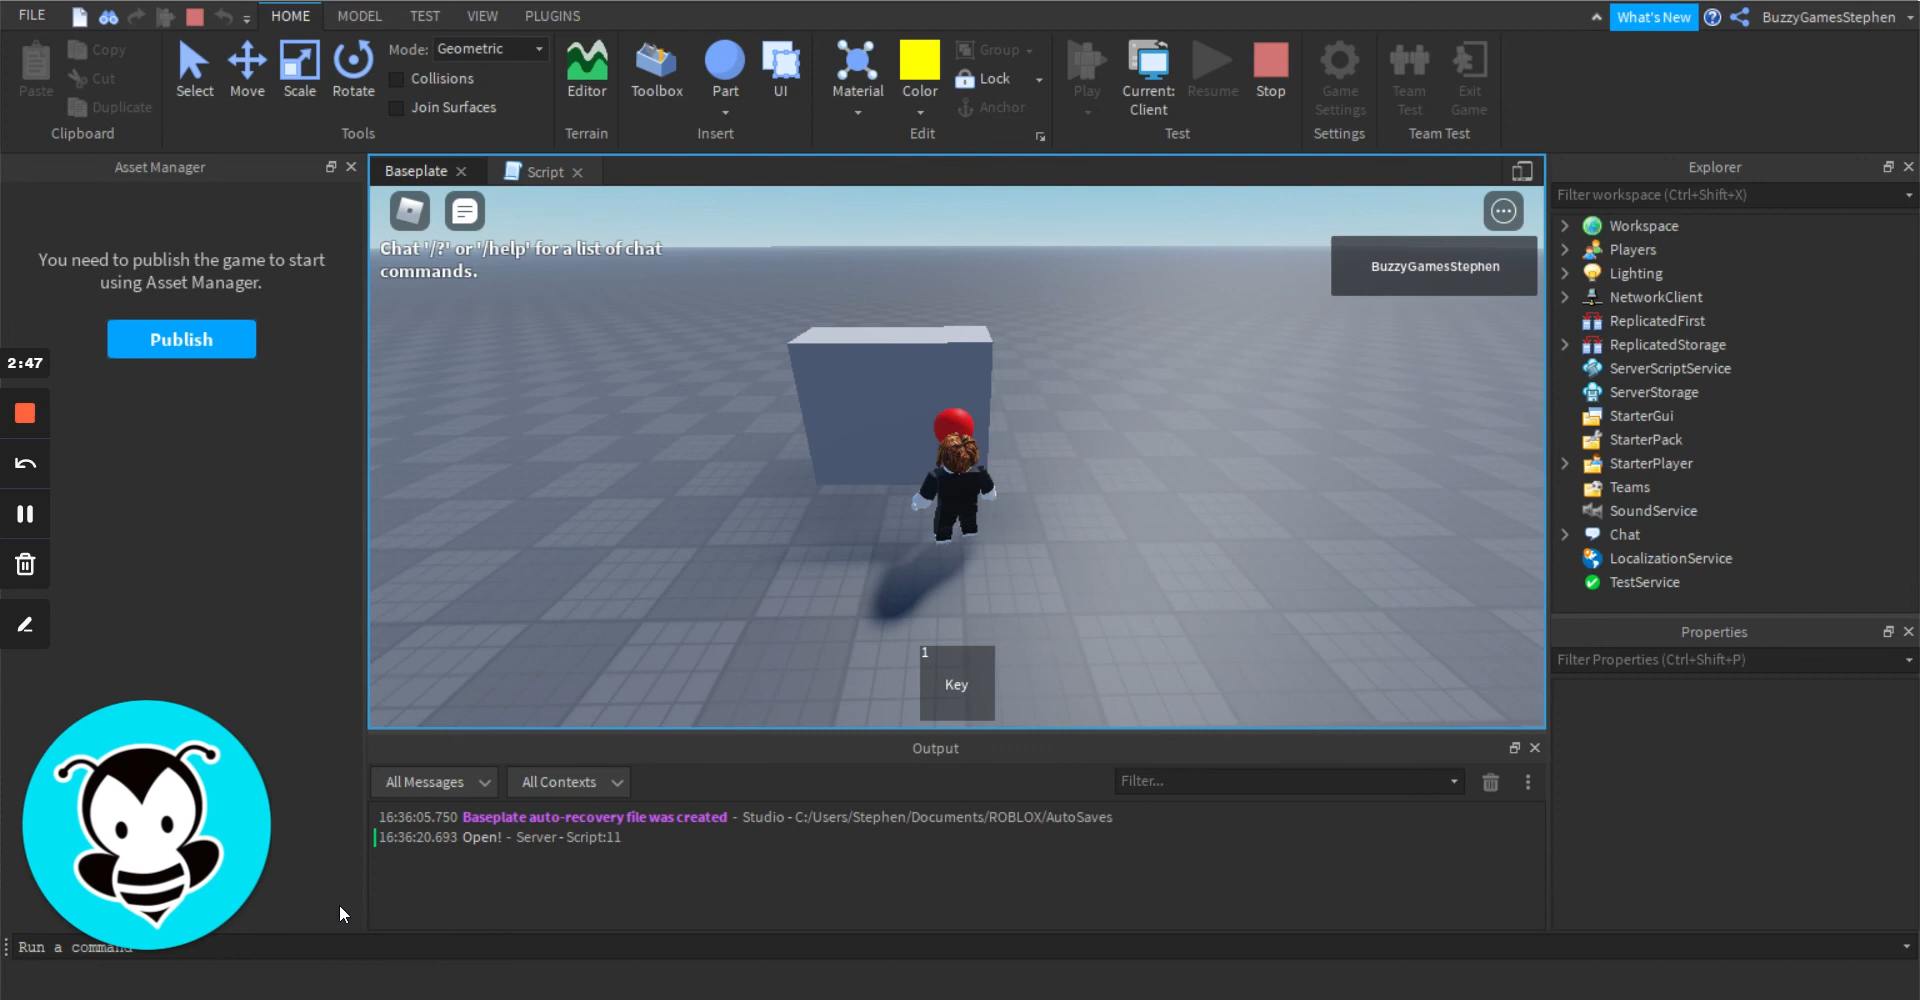 FILE
HOME
MODEL
TEST
VIEW
PLUGINS
What's New
BuzzyGamesStephen
Paste
Copy
Cut
Duplicate
Clipboard
Select
Move
Scale
Rotate
Mode:
Geometric
Collisions
Join Surfaces
Tools
Editor
Terrain
Toolbox
Part
UI
Insert
Material
Color
Group
Lock
Anchor
Edit
Play
Current:
Client
Resume
Stop
Test
Game
Settings
Settings
Team
Test
Exit
Game
Team Test
Asset Manager
You need to publish the game to start
using Asset Manager.
Publish
2:47
Baseplate
Script
Chat '/?' or '/help' for a list of chat
commands.
BuzzyGamesStephen
1
Key
Explorer
Filter workspace (Ctrl+Shift+X)
Workspace
Players
Lighting
NetworkClient
ReplicatedFirst
ReplicatedStorage
ServerScriptService
ServerStorage
StarterGui
StarterPack
StarterPlayer
Teams
SoundService
Chat
LocalizationService
TestService
Properties
Filter Properties (Ctrl+Shift+P)
Output
All Messages
All Contexts
Filter...
16:36:05.750 Baseplate auto-recovery file was created - Studio - C:/Users/Stephen/Documents/ROBLOX/AutoSaves
16:36:20.693 Open! - Server - Script:11
Run a command